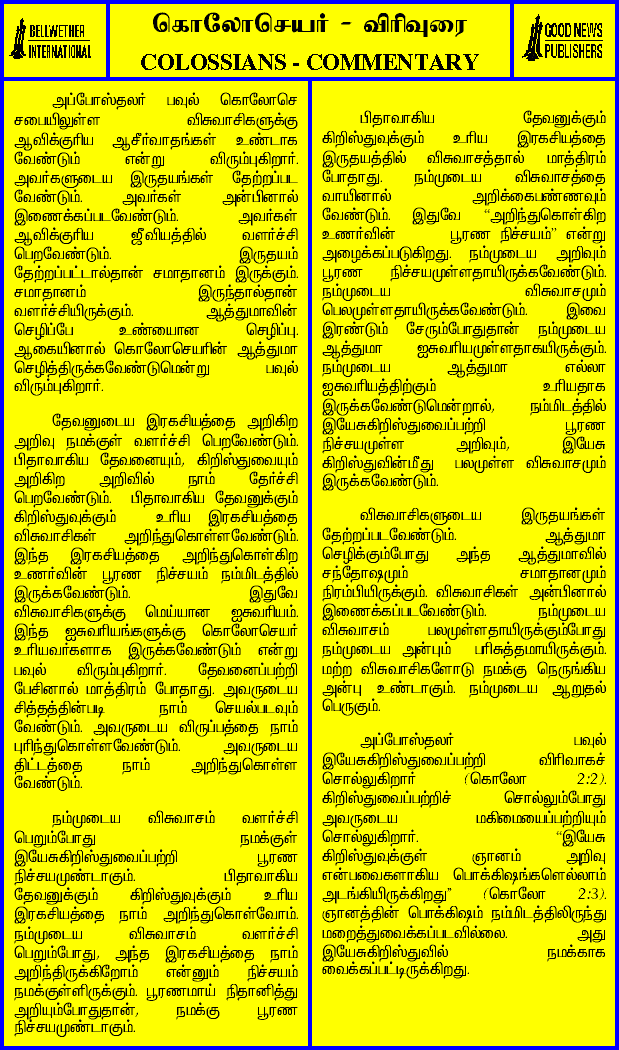 BELLWETHER
INTERNATIONAL
கொலோசெயர் - விரிவுரை
COLOSSIANS - COMMENTARY
GOOD NEWS
PUBLISHERS
அப்போஸ்தலர் பவுல் கொலோசெ
சபையிலுள்ள விசுவாசிகளுக்கு
ஆவிக்குரிய ஆசீர்வாதங்கள் உண்டாக
வேண்டும் என்று விரும்புகிறார்.
அவர்களுடைய இருதயங்கள் தேற்றப்பட
வேண்டும். அவர்கள் அன்பினால்
இணைக்கப்படவேண்டும். அவர்கள்
ஆவிக்குரிய ஜீவியத்தில் வளர்ச்சி
பெறவேண்டும். இருதயம்
தேற்றப்பட்டால்தான் சமாதானம் இருக்கும்.
சமாதானம் இருந்தால்தான்
வளர்ச்சியிருக்கும். ஆத்துமாவின்
செழிப்பே உண்மையான செழிப்பு.
ஆகையினால் கொலோசெயரின் ஆத்துமா
செழித்திருக்கவேண்டுமென்று பவுல்
விரும்புகிறார்.
தேவனுடைய இரகசியத்தை அறிகிற
அறிவு நமக்குள் வளர்ச்சி பெறவேண்டும்.
பிதாவாகிய தேவனையும், கிறிஸ்துவையும்
அறிகிற அறிவில் நாம் தேர்ச்சி
பெறவேண்டும். பிதாவாகிய தேவனுக்கும்
கிறிஸ்துவுக்கும் உரிய இரகசியத்தை
விசுவாசிகள் அறிந்துகொள்ளவேண்டும்.
இந்த இரகசியத்தை அறிந்துகொள்கிற
உணர்வின் பூரண நிச்சயம் நம்மிடத்தில்
இருக்கவேண்டும். இதுவே
விசுவாசிகளுக்கு மெய்யான ஐசுவரியம்.
இந்த ஐசுவரியங்களுக்கு கொலோசெயர்
உரியவர்களாக இருக்கவேண்டும் என்று
பவுல் விரும்புகிறார். தேவனைப்பற்றி
பேசினால் மாத்திரம் போதாது. அவருடைய
சித்தத்தின்படி நாம் செயல்படவும்
வேண்டும். அவருடைய விருப்பத்தை நாம்
புரிந்துகொள்ளவேண்டும். அவருடைய
திட்டத்தை நாம் அறிந்துகொள்ள
வேண்டும்.
நம்முடைய விசுவாசம் வளர்ச்சி
பெறும்போது நமக்குள்
இயேசுகிறிஸ்துவைப்பற்றி பூரண
நிச்சயமுண்டாகும். பிதாவாகிய
தேவனுக்கும் கிறிஸ்துவுக்கும் உரிய
இரகசியத்தை நாம் அறிந்துகொள்வோம்.
நம்முடைய விசுவாசம் வளர்ச்சி
பெறும்போது, அந்த இரகசியத்தை நாம்
அறிந்திருக்கிறோம் என்னும் நிச்சயம்
நமக்குள்ளிருக்கும். பூரணமாய் நிதானித்து
அறியும்போதுதான், நமக்கு பூரண
நிச்சயமுண்டாகும்.
பிதாவாகிய தேவனுக்கும்
கிறிஸ்துவுக்கும் உரிய இரகசியத்தை
இருதயத்தில் விசுவாசத்தால் மாத்திரம்
போதாது. நம்முடைய விசுவாசத்தை
வாயினால் அறிக்கைபண்ணவும்
வேண்டும். இதுவே “அறிந்துகொள்கிற
உணர்வின் பூரண நிச்சயம்” என்று
அழைக்கப்படுகிறது. நம்முடைய அறிவும்
பூரண நிச்சயமுள்ளதாயிருக்கவேண்டும்.
நம்முடைய விசுவாசமும்
பெலமுள்ளதாயிருக்கவேண்டும். இவை
இரண்டும் சேரும்போதுதான் நம்முடைய
ஆத்துமா ஐசுவரியமுள்ளதாகயிருக்கும்.
நம்முடைய ஆத்துமா எல்லா
ஐசுவரியத்திற்கும் உரியதாக
இருக்கவேண்டுமென்றால், நம்மிடத்தில்
இயேசுகிறிஸ்துவைப்பற்றி பூரண
நிச்சயமுள்ள அறிவும், இயேசு
கிறிஸ்துவின்மீது பலமுள்ள விசுவாசமும்
இருக்கவேண்டும்.
விசுவாசிகளுடைய இருதயங்கள்
தேற்றப்படவேண்டும். ஆத்துமா
செழிக்கும்போது அந்த ஆத்துமாவில்
சந்தோஷமும் சமாதானமும்
நிரம்பியிருக்கும். விசுவாசிகள் அன்பினால்
இணைக்கப்படவேண்டும். நம்முடைய
விசுவாசம் பலமுள்ளதாயிருக்கும்போது
நம்முடைய அன்பும் பரிசுத்தமாயிருக்கும்.
மற்ற விசுவாசிகளோடு நமக்கு நெருங்கிய
அன்பு உண்டாகும். நம்முடைய ஆறுதல்
பெருகும்.
அப்போஸ்தலர் பவுல்
இயேசுகிறிஸ்துவைப்பற்றி விரிவாகச்
சொல்லுகிறார் (கொலோ 2:2).
கிறிஸ்துவைப்பற்றிச் சொல்லும்போது
அவருடைய மகிமையைப்பற்றியும்
சொல்லுகிறார். “இயேசு
கிறிஸ்துவுக்குள் ஞானம் அறிவு
என்பவைகளாகிய பொக்கிஷங்களெல்லாம்
அடங்கியிருக்கிறது” (கொலோ 2:3).
ஞானத்தின் பொக்கிஷம் நம்மிடத்திலிருந்து
மறைத்துவைக்கப்படவில்லை. அது
இயேசுகிறிஸ்துவில் நமக்காக
வைக்கப்பட்டிருக்கிறது.